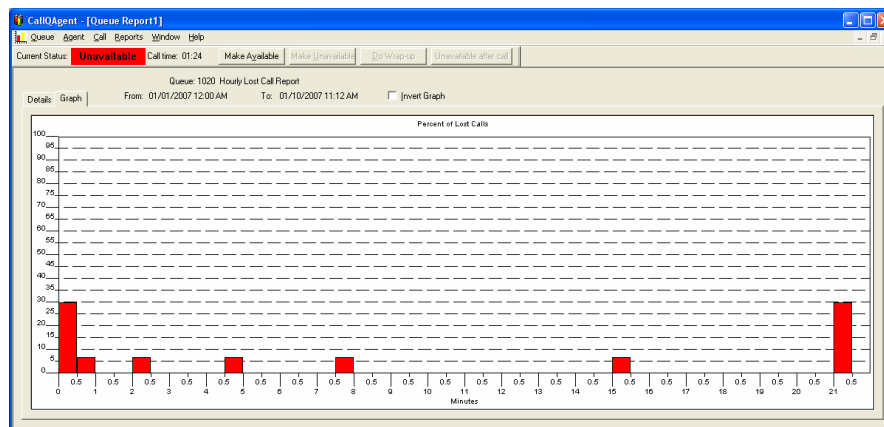 CallQAgent - [Queue Report1]
Queue Agent Call Reports Window Help
Current Status: Unavailable Call time: 01:24 Make Available Make Unavailable Do Wrap-up Unavailable after call
Queue: 1020 Hourly Lost Call Report
Details Graph From: 01/01/2007 12:00 AM To: 01/10/2007 11:12 AM Invert Graph
Percent of Lost Calls
100
95
90
85
80
75
70
65
60
55
50
45
40
35
30
25
20
15
10
5
0
0.5 0.5 0.5 0.5 0.5 0.5 0.5 0.5 0.5 0.5 0.5 0.5 0.5 0.5 0.5 0.5 0.5 0.5 0.5 0.5 0.5 0.5
0 1 2 3 4 5 6 7 8 9 10 11 12 13 14 15 16 17 18 19 20 21
Minutes